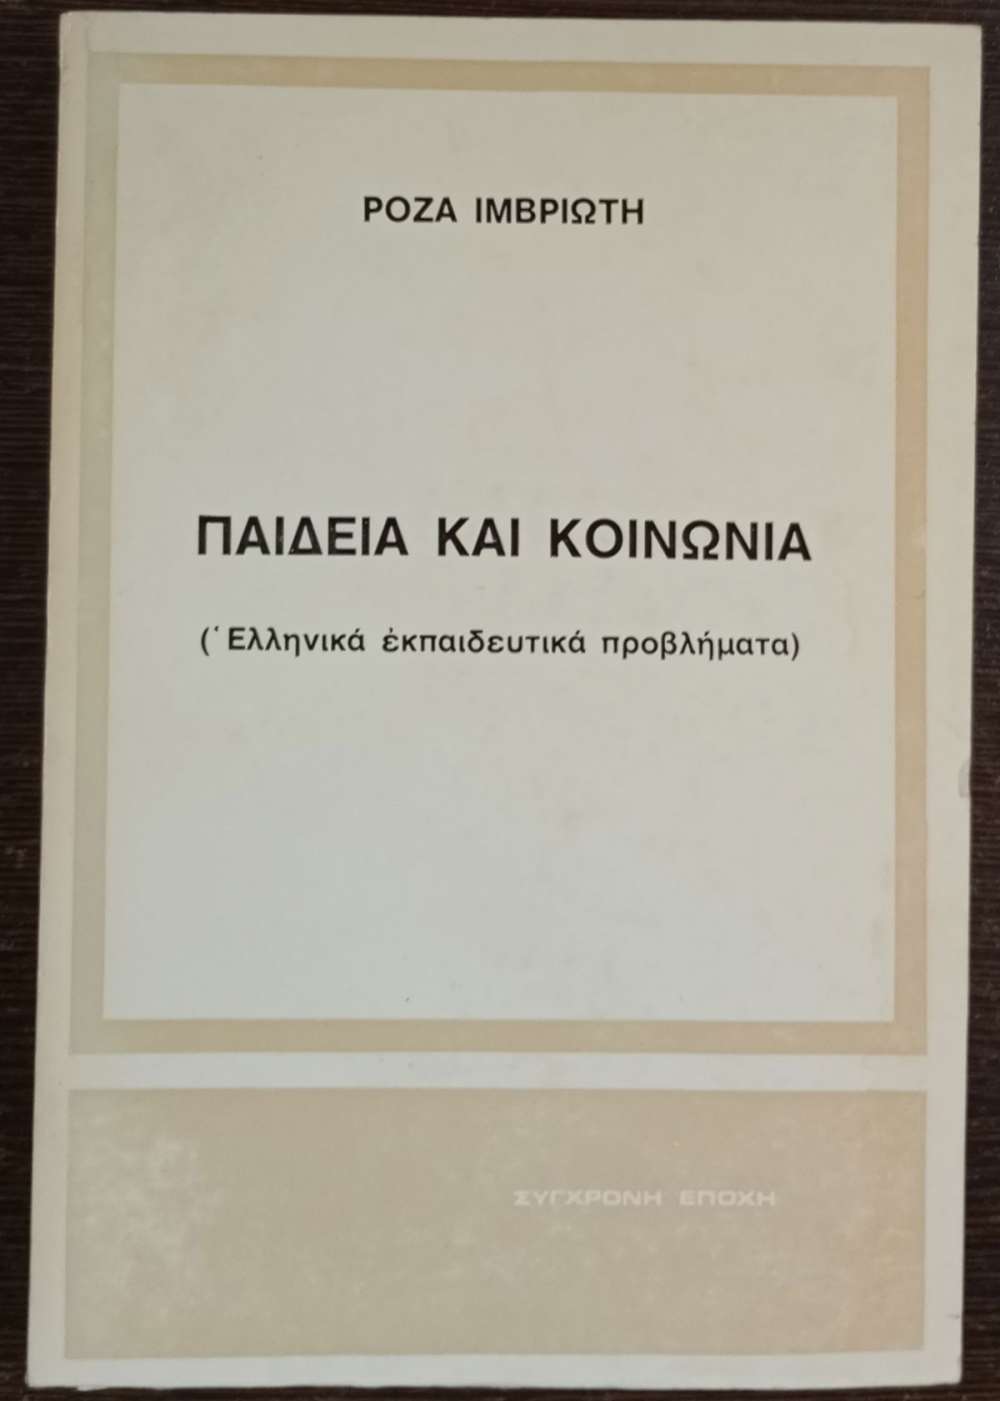 ΡΟΖΑ ΙΜΒΡΙΩΤΗ
ΠΑΙΔΕΙΑ ΚΑΙ ΚΟΙΝΩΝΙΑ
(Ἑλληνικά ἐκπαιδευτικά προβλήματα)
ΣΥΓΧΡΟΝΗ ΕΠΟΧΗ